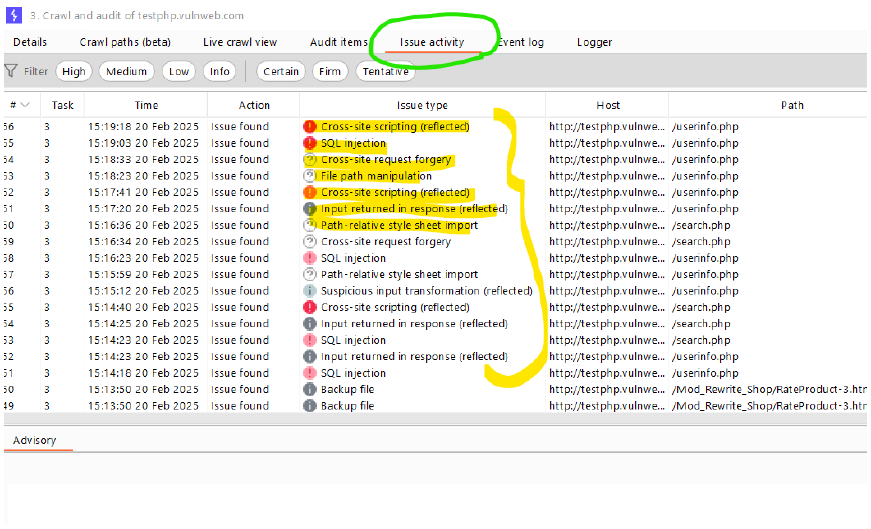 3. Crawl and audit of testphp.vulnweb.com
Details Crawl paths (beta) Live crawl view Audit items Issue activity Event log Logger
Filter High Medium Low Info Certain Firm Tentative
# Task Time Action Issue type Host Path
66 3 15:19:18 20 Feb 2025 Issue found Cross-site scripting (reflected) http://testphp.vulnwe... /userinfo.php
65 3 15:19:03 20 Feb 2025 Issue found SQL injection http://testphp.vulnwe... /userinfo.php
64 3 15:18:33 20 Feb 2025 Issue found Cross-site request forgery http://testphp.vulnwe... /userinfo.php
63 3 15:18:23 20 Feb 2025 Issue found File path manipulation http://testphp.vulnwe... /userinfo.php
62 3 15:17:41 20 Feb 2025 Issue found Cross-site scripting (reflected) http://testphp.vulnwe... /userinfo.php
61 3 15:17:20 20 Feb 2025 Issue found Input returned in response (reflected) http://testphp.vulnwe... /userinfo.php
60 3 15:16:36 20 Feb 2025 Issue found Path-relative style sheet import http://testphp.vulnwe... /search.php
59 3 15:16:34 20 Feb 2025 Issue found Cross-site request forgery http://testphp.vulnwe... /search.php
58 3 15:16:23 20 Feb 2025 Issue found SQL injection http://testphp.vulnwe... /userinfo.php
57 3 15:15:59 20 Feb 2025 Issue found Path-relative style sheet import http://testphp.vulnwe... /search.php
56 3 15:15:12 20 Feb 2025 Issue found Suspicious input transformation (reflected) http://testphp.vulnwe... /userinfo.php
55 3 15:14:40 20 Feb 2025 Issue found Cross-site scripting (reflected) http://testphp.vulnwe... /search.php
54 3 15:14:25 20 Feb 2025 Issue found Input returned in response (reflected) http://testphp.vulnwe... /search.php
53 3 15:14:23 20 Feb 2025 Issue found SQL injection http://testphp.vulnwe... /search.php
52 3 15:14:23 20 Feb 2025 Issue found Input returned in response (reflected) http://testphp.vulnwe... /userinfo.php
51 3 15:14:18 20 Feb 2025 Issue found SQL injection http://testphp.vulnwe... /userinfo.php
50 3 15:13:50 20 Feb 2025 Issue found Backup file http://testphp.vulnwe... /Mod_Rewrite_Shop/RateProduct-3.htm
49 3 15:13:50 20 Feb 2025 Issue found Backup file http://testphp.vulnwe... /Mod_Rewrite_Shop/RateProduct-3.htm
Advisory